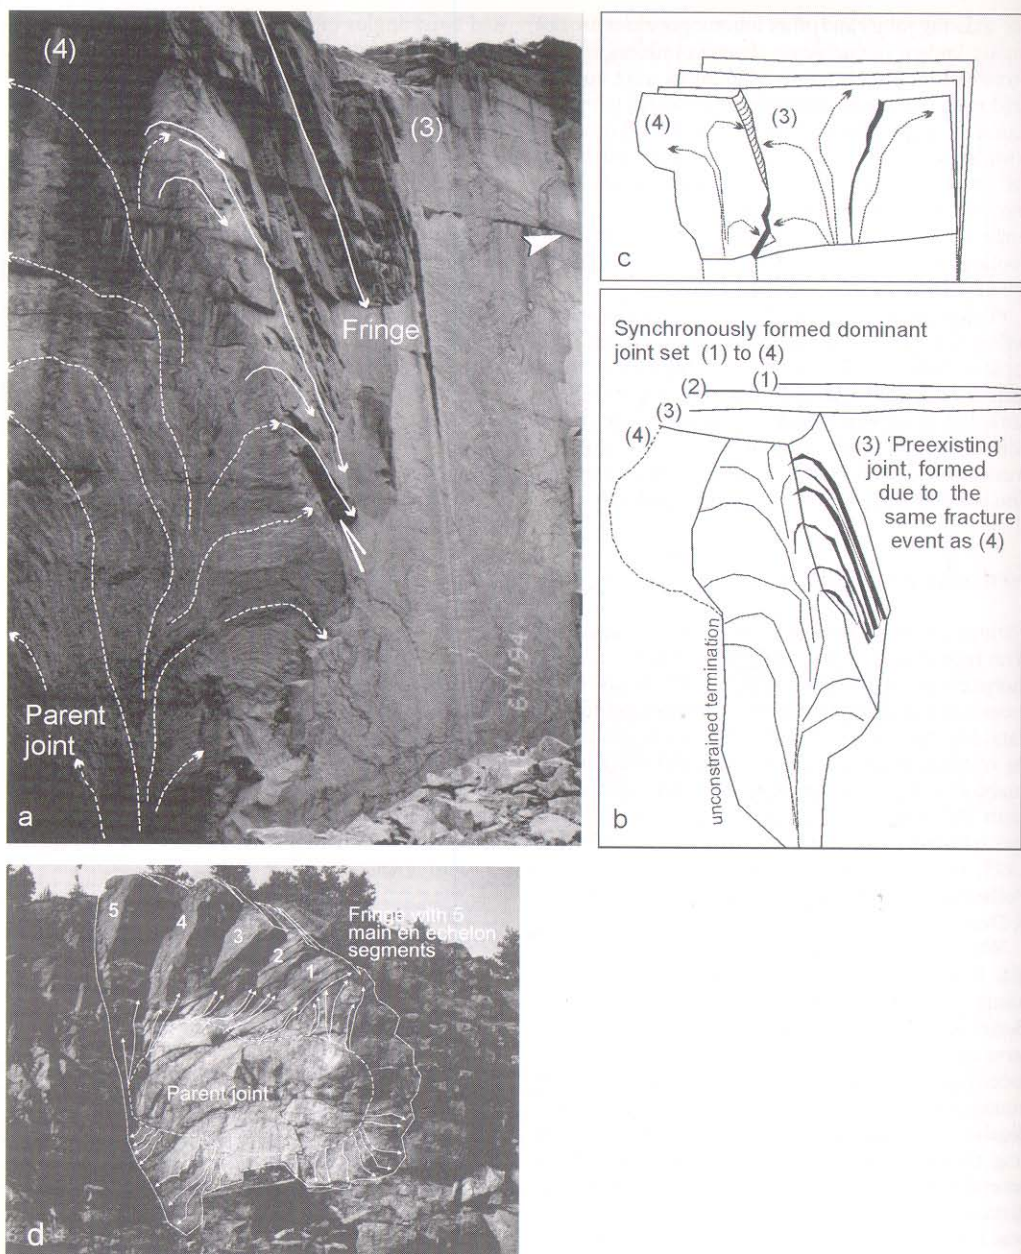 (4)
(3)
Fringe
Parent
joint
a
(4)
(3)
c
Synchronously formed dominant
joint set (1) to (4)
(1)
(2)
(3)
(4)
(3) 'Preexisting'
joint, formed
due to the
same fracture
event as (4)
unconstrained termination
b
5
4
3
2
1
Fringe with 5
main en echelon
segments
Parent joint
d